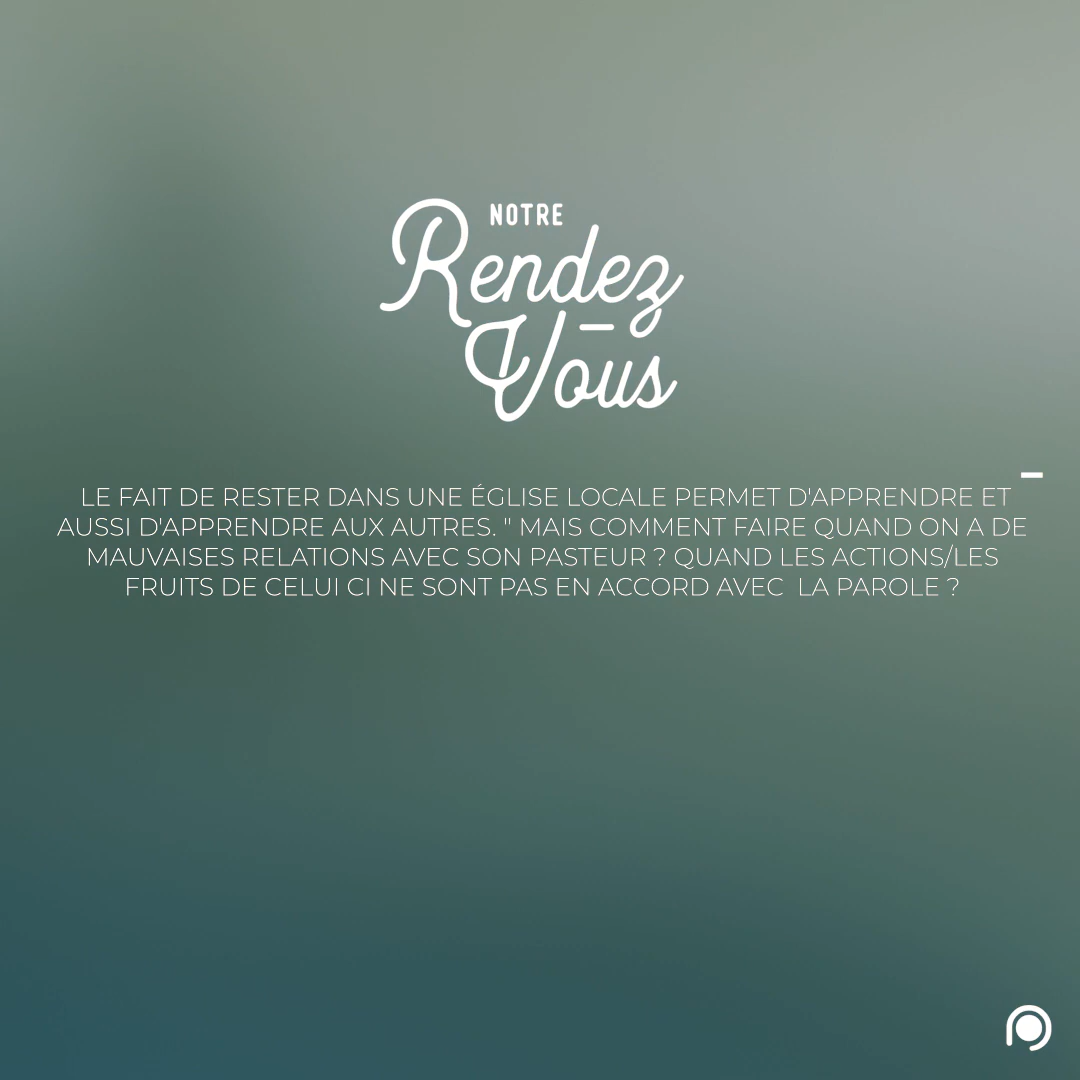 NOTRE
Rendez
-
Vous
LE FAIT DE RESTER DANS UNE ÉGLISE LOCALE PERMET D'APPRENDRE ET
AUSSI D'APPRENDRE AUX AUTRES. " MAIS COMMENT FAIRE QUAND ON A DE
MAUVAISES RELATIONS AVEC SON PASTEUR ? QUAND LES ACTIONS/LES
FRUITS DE CELUI CI NE SONT PAS EN ACCORD AVEC  LA PAROLE ?